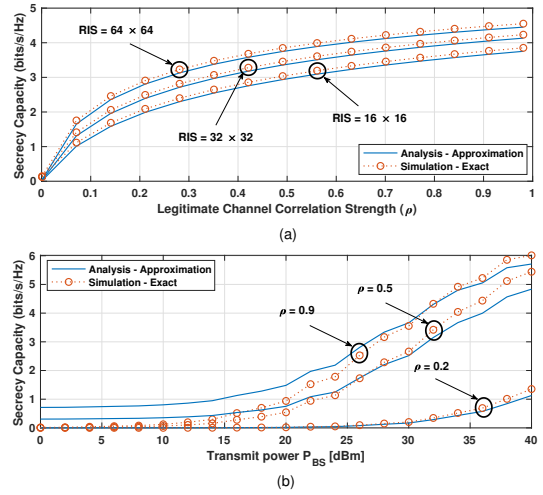 (a)
RIS = 64 × 64
RIS = 32 × 32
RIS = 16 × 16
Analysis - Approximation
Simulation - Exact
Secrecy Capacity (bits/s/Hz)
5
4
3
2
1
0
0 0.1 0.2 0.3 0.4 0.5 0.6 0.7 0.8 0.9 1
Legitimate Channel Correlation Strength (ρ)
(a)
Analysis - Approximation
Simulation - Exact
ρ = 0.9
ρ = 0.5
ρ = 0.2
Secrecy Capacity (bits/s/Hz)
6
5
4
3
2
1
0
0 5 10 15 20 25 30 35 40
Transmit power P_BS [dBm]
(b)